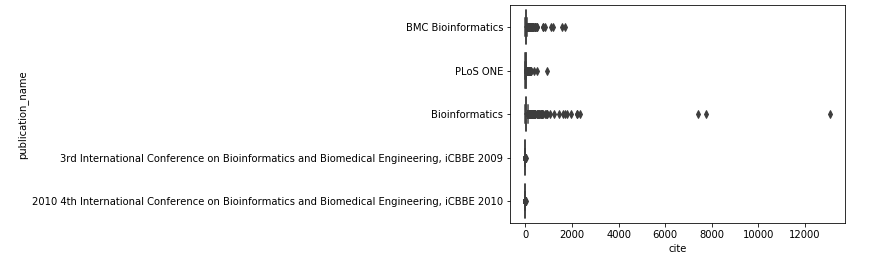 BMC Bioinformatics
PLoS ONE
Bioinformatics
3rd International Conference on Bioinformatics and Biomedical Engineering, iCBBE 2009
2010 4th International Conference on Bioinformatics and Biomedical Engineering, iCBBE 2010
publication_name
0 2000 4000 6000 8000 10000 12000
cite